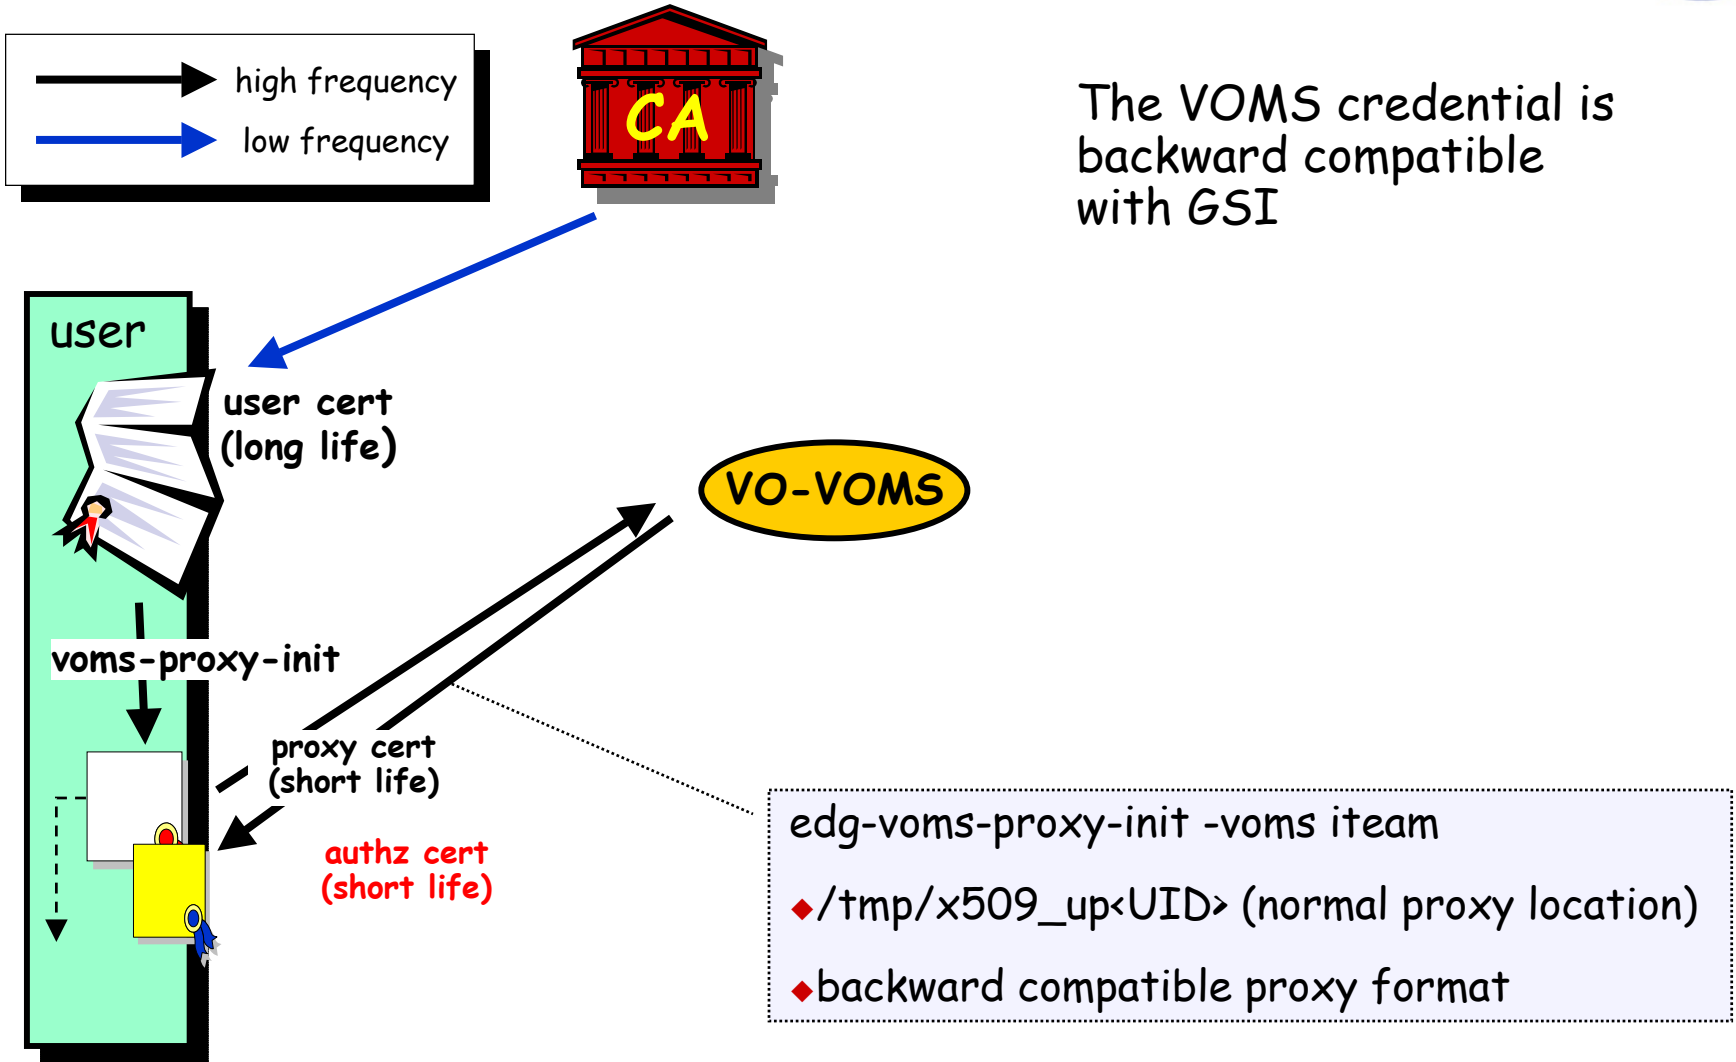 high frequency
low frequency
CA
The VOMS credential is
backward compatible
with GSI
user
user cert
(long life)
VO-VOMS
voms-proxy-init
proxy cert
(short life)
authz cert
(short life)
edg-voms-proxy-init -voms iteam
◆/tmp/x509_up<UID> (normal proxy location)
◆backward compatible proxy format